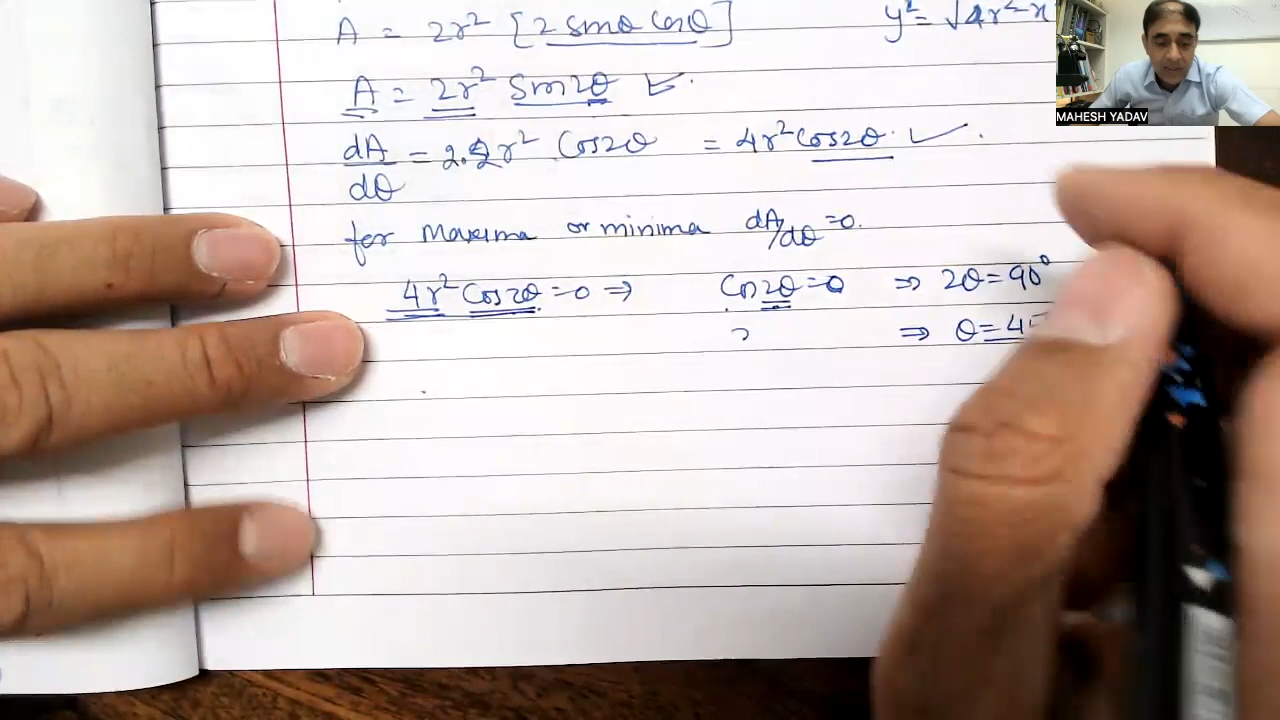 A = 2r² [2 sinθ cosθ]
y² = √4r²-x
MAHESH YADAV
A = 2r² Sin2θ ✓.
dA/dθ = 2.2r² Cos2θ = 4r² cos2θ. ✓.
for Maxima or minima dA/dθ = 0.
4r² Cos2θ = 0 ⇒ Cos2θ = 0 ⇒ 2θ = 90°
⇒ θ = 45